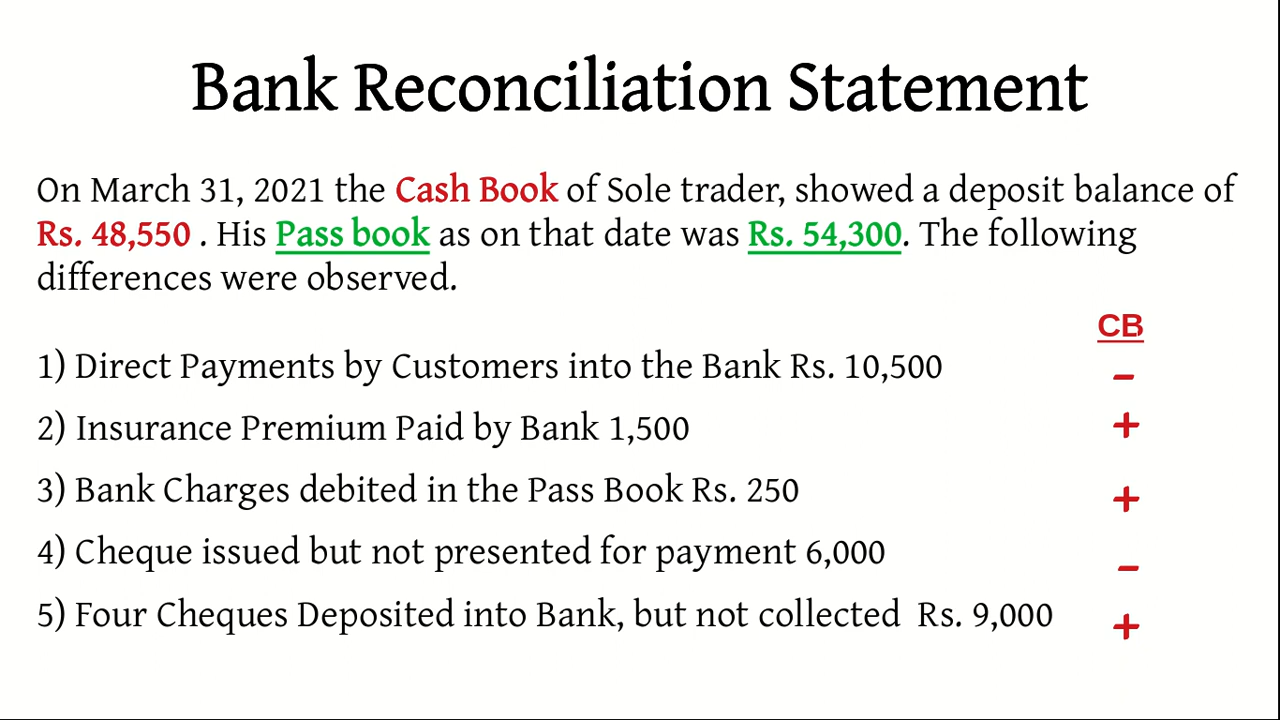 Bank Reconciliation Statement
On March 31, 2021 the Cash Book of Sole trader, showed a deposit balance of
Rs. 48,550 . His Pass book as on that date was Rs. 54,300. The following
differences were observed.
CB
1) Direct Payments by Customers into the Bank Rs. 10,500 –
2) Insurance Premium Paid by Bank 1,500 +
3) Bank Charges debited in the Pass Book Rs. 250 +
4) Cheque issued but not presented for payment 6,000 –
5) Four Cheques Deposited into Bank, but not collected Rs. 9,000 +